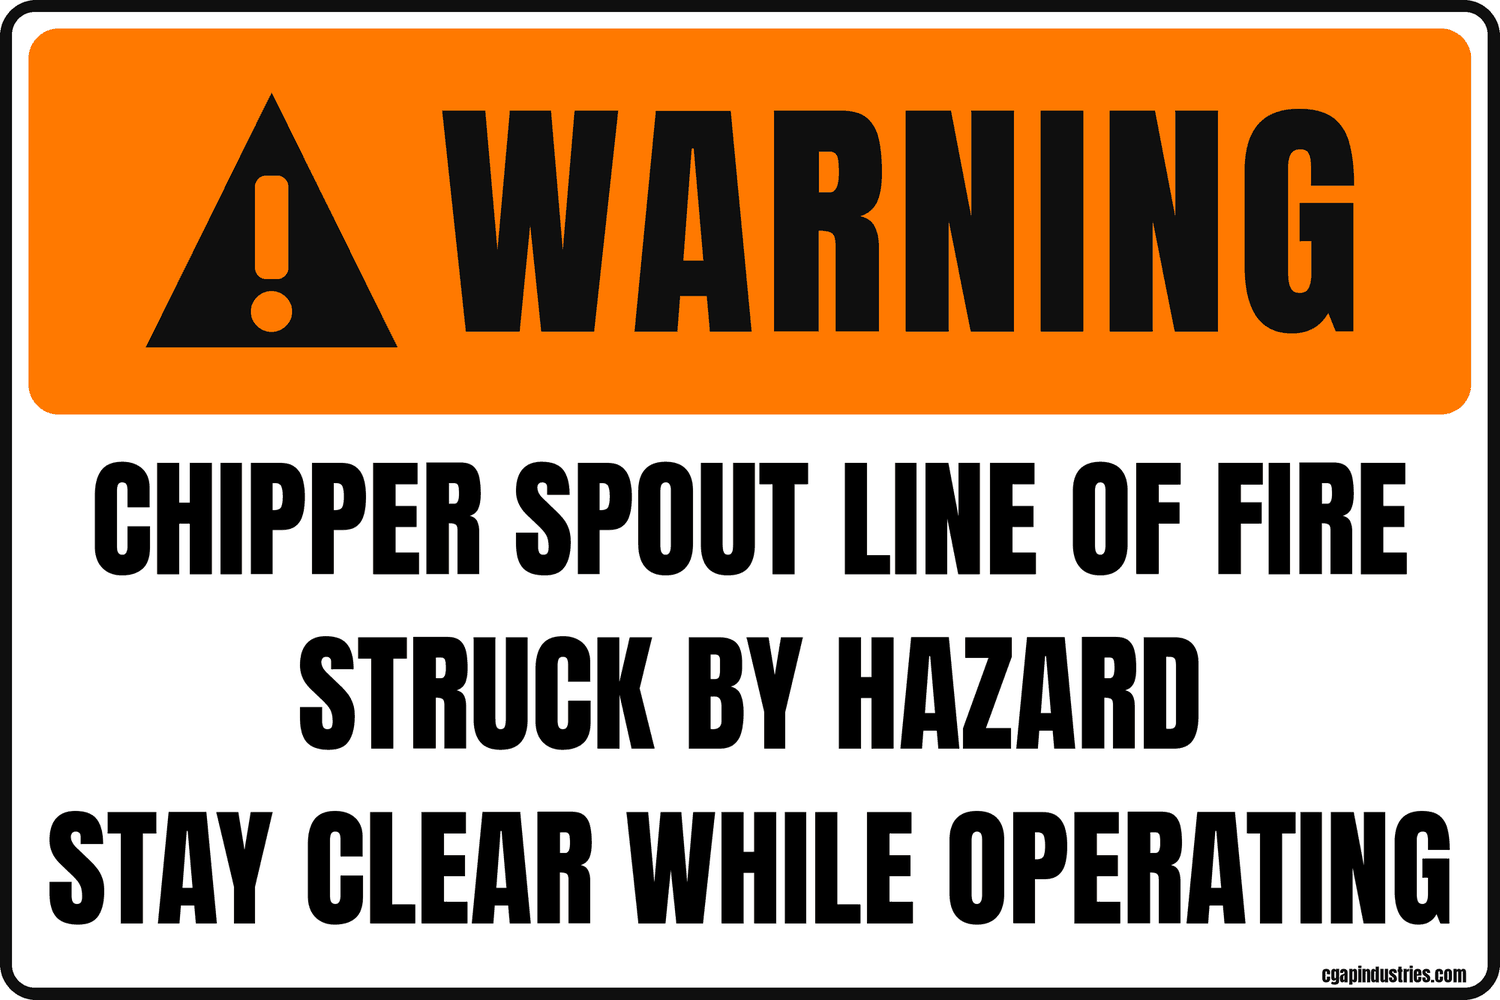 WARNING
CHIPPER SPOUT LINE OF FIRE
STRUCK BY HAZARD
STAY CLEAR WHILE OPERATING
cgapindustries.com